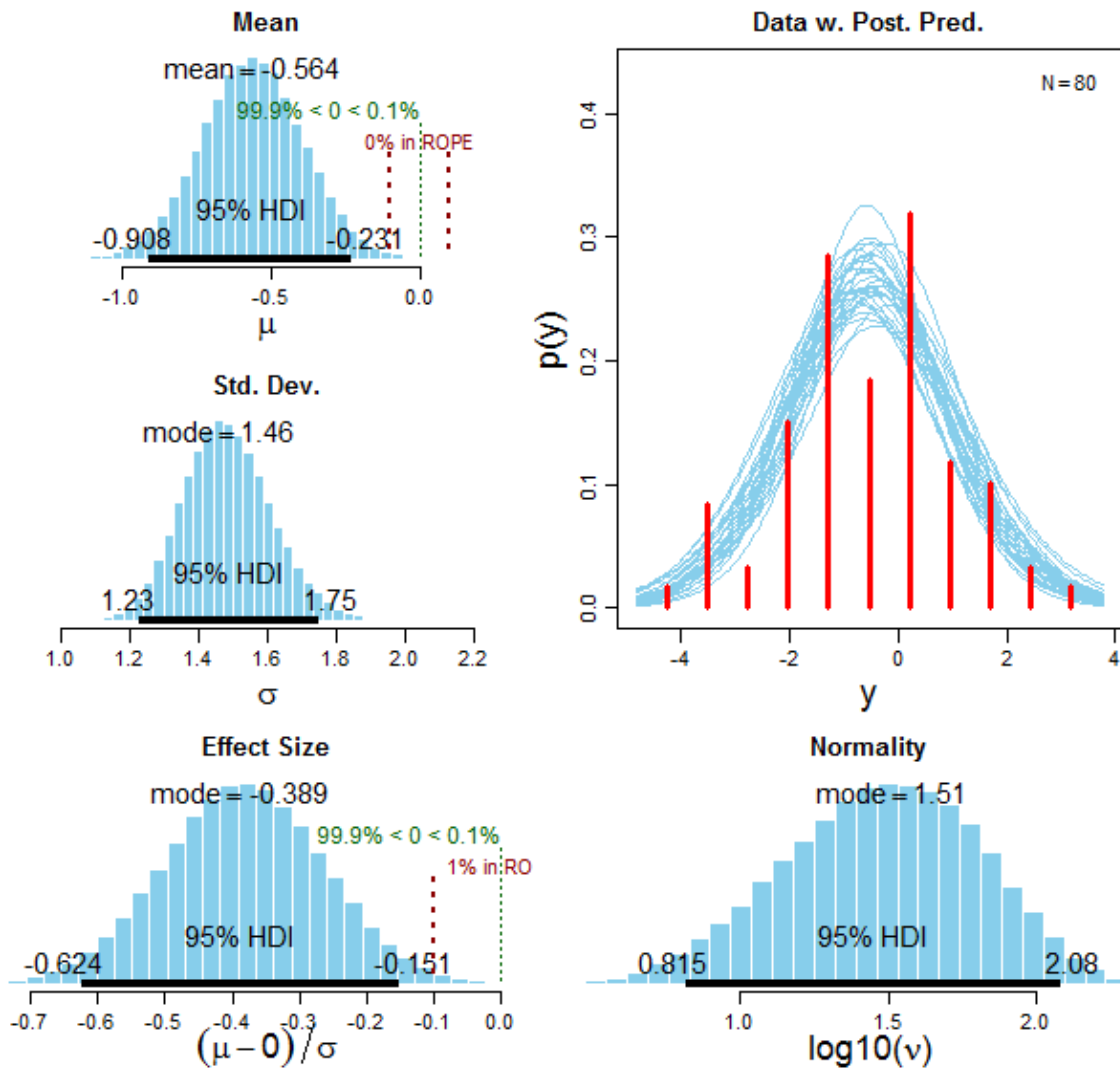 Mean
mean = -0.564
99.9% < 0 < 0.1%
0% in ROPE
95% HDI
-0.908 -0.231
-1.0 -0.5 0.0
μ
Data w. Post. Pred.
N = 80
0.4
0.3
0.2
0.1
0.0
p(y)
-4 -2 0 2 4
y
Std. Dev.
mode = 1.46
95% HDI
1.23 1.75
1.0 1.2 1.4 1.6 1.8 2.0 2.2
σ
Effect Size
mode = -0.389
99.9% < 0 < 0.1%
1% in RO
95% HDI
-0.624 -0.151
-0.7 -0.6 -0.5 -0.4 -0.3 -0.2 -0.1 0.0
(μ − 0)/σ
Normality
mode = 1.51
95% HDI
0.815 2.08
1.0 1.5 2.0
log10(ν)